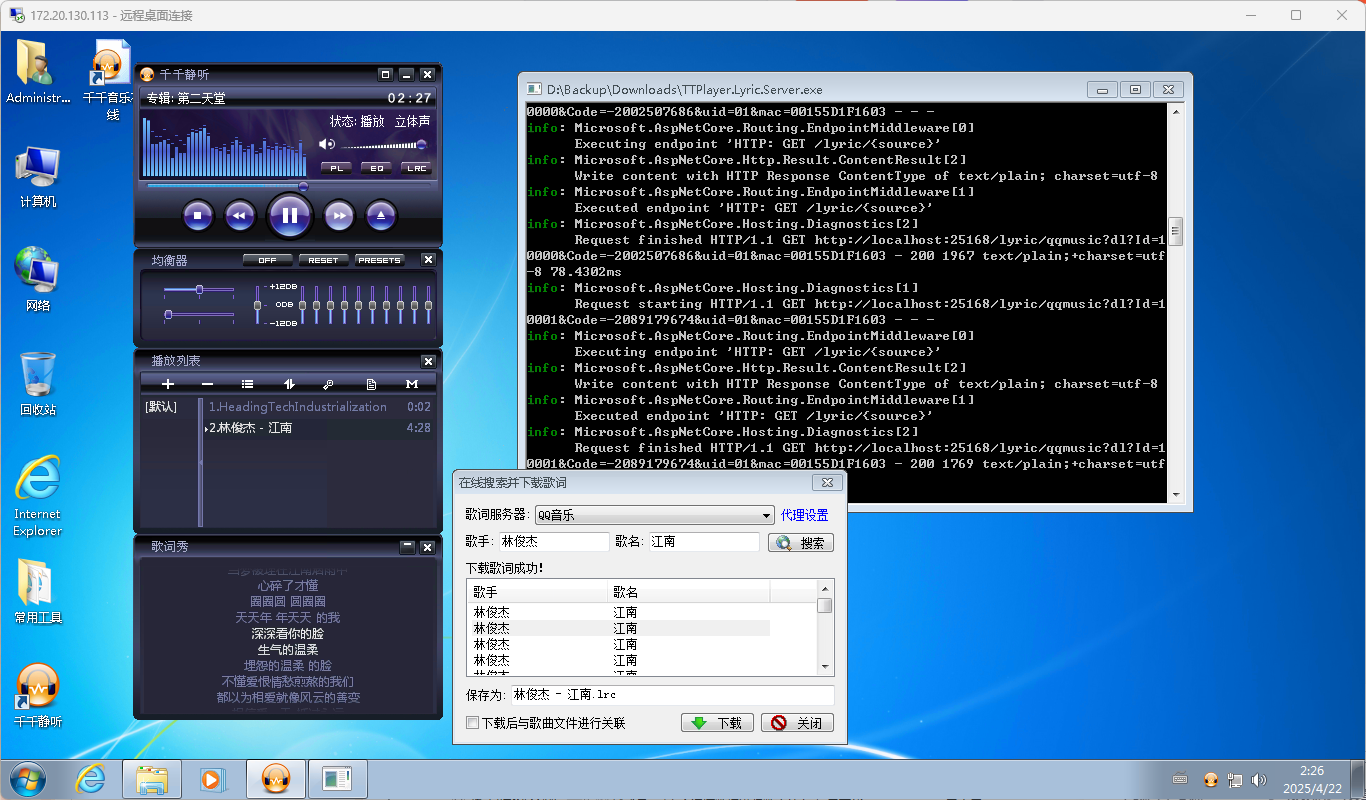 172.20.130.113 - 远程桌面连接
Administr...
千千音乐
线
计算机
网络
回收站
Internet
Explorer
常用工具
千千静听
千千静听
专辑: 第二天堂
02:27
状态: 播放 立体声
PL
EQ
LRC
均衡器
OFF
RESET
PRESETS
+12DB
0DB
-12DB
播放列表
[默认]
1.HeadingTechIndustrialization 0:02
2.林俊杰 - 江南 4:28
歌词秀
心碎了才懂
圈圈圆 圆圈圈
天天年 年天天 的我
深深看你的脸
生气的温柔
埋怨的温柔 的脸
不懂爱恨情愁煎熬的我们
都以为相爱就像风云的善变
D:\Backup\Downloads\TTPlayer.Lyric.Server.exe
0000&Code=-2002507686&uid=01&mac=00155D1F1603 - - -
info: Microsoft.AspNetCore.Routing.EndpointMiddleware[0]
Executing endpoint 'HTTP: GET /lyric/{source}'
info: Microsoft.AspNetCore.Http.Result.ContentResult[2]
Write content with HTTP Response ContentType of text/plain; charset=utf-8
info: Microsoft.AspNetCore.Routing.EndpointMiddleware[1]
Executed endpoint 'HTTP: GET /lyric/{source}'
info: Microsoft.AspNetCore.Hosting.Diagnostics[2]
Request finished HTTP/1.1 GET http://localhost:25168/lyric/qqmusic?dl?Id=1
0000&Code=-2002507686&uid=01&mac=00155D1F1603 - 200 1967 text/plain;+charset=utf
-8 78.4302ms
info: Microsoft.AspNetCore.Hosting.Diagnostics[1]
Request starting HTTP/1.1 GET http://localhost:25168/lyric/qqmusic?dl?Id=1
0001&Code=-2089179674&uid=01&mac=00155D1F1603 - - -
info: Microsoft.AspNetCore.Routing.EndpointMiddleware[0]
Executing endpoint 'HTTP: GET /lyric/{source}'
info: Microsoft.AspNetCore.Http.Result.ContentResult[2]
Write content with HTTP Response ContentType of text/plain; charset=utf-8
info: Microsoft.AspNetCore.Routing.EndpointMiddleware[1]
Executed endpoint 'HTTP: GET /lyric/{source}'
info: Microsoft.AspNetCore.Hosting.Diagnostics[2]
Request finished HTTP/1.1 GET http://localhost:25168/lyric/qqmusic?dl?Id=1
0001&Code=-2089179674&uid=01&mac=00155D1F1603 - 200 1769 text/plain;+charset=utf
在线搜索并下载歌词
歌词服务器: QQ音乐 代理设置
歌手: 林俊杰 歌名: 江南 搜索
下载歌词成功!
歌手 歌名
林俊杰 江南
林俊杰 江南
林俊杰 江南
林俊杰 江南
保存为: 林俊杰 - 江南.lrc
下载后与歌曲文件进行关联 下载 关闭
2:26
2025/4/22